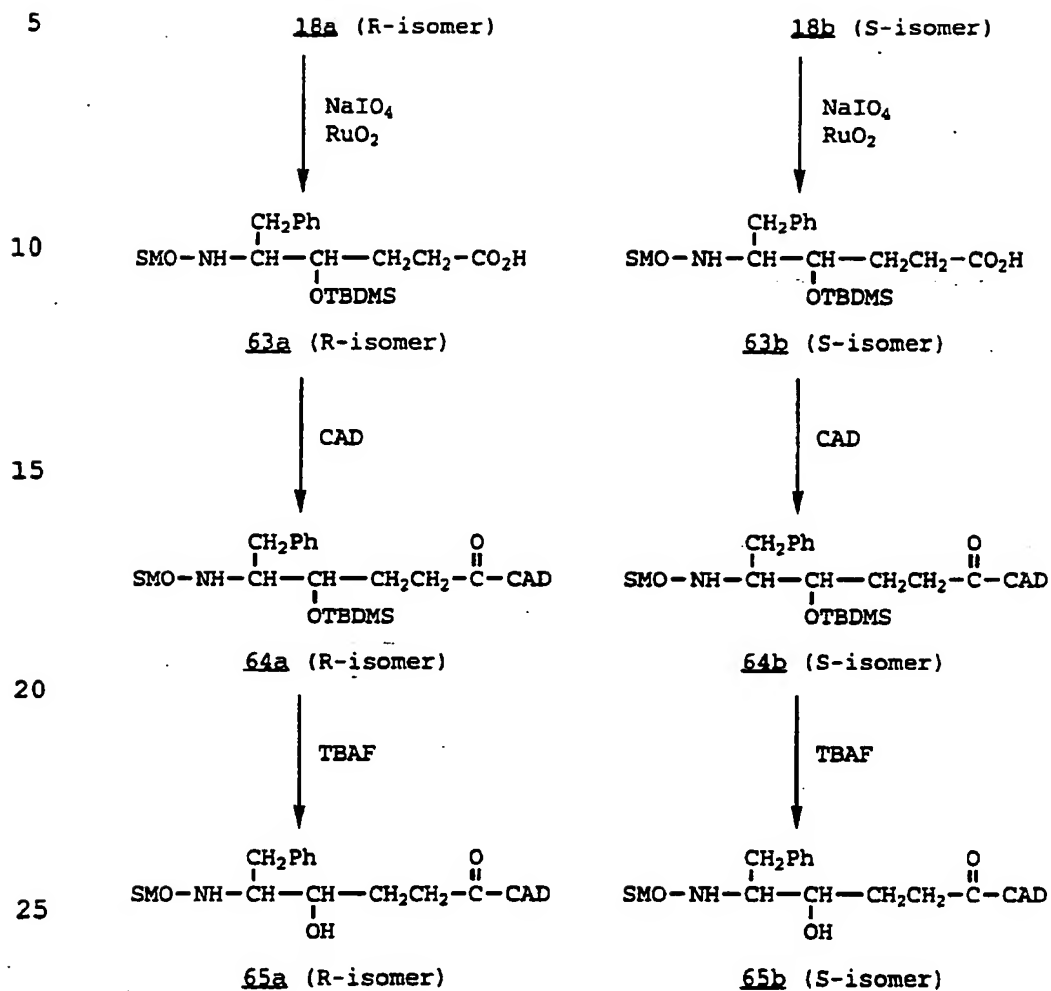 5 18a (R-isomer) 18b (S-isomer)
NaIO4 NaIO4
RuO2 RuO2
CH2Ph CH2Ph
10 SMO-NH-CH-CH-CH2CH2-CO2H SMO-NH-CH-CH-CH2CH2-CO2H
OTBDMS OTBDMS
63a (R-isomer) 63b (S-isomer)
CAD CAD
15
CH2Ph O CH2Ph O
SMO-NH-CH-CH-CH2CH2-C-CAD SMO-NH-CH-CH-CH2CH2-C-CAD
OTBDMS OTBDMS
64a (R-isomer) 64b (S-isomer)
20
TBAF TBAF
CH2Ph O CH2Ph O
25 SMO-NH-CH-CH-CH2CH2-C-CAD SMO-NH-CH-CH-CH2CH2-C-CAD
OH OH
65a (R-isomer) 65b (S-isomer)